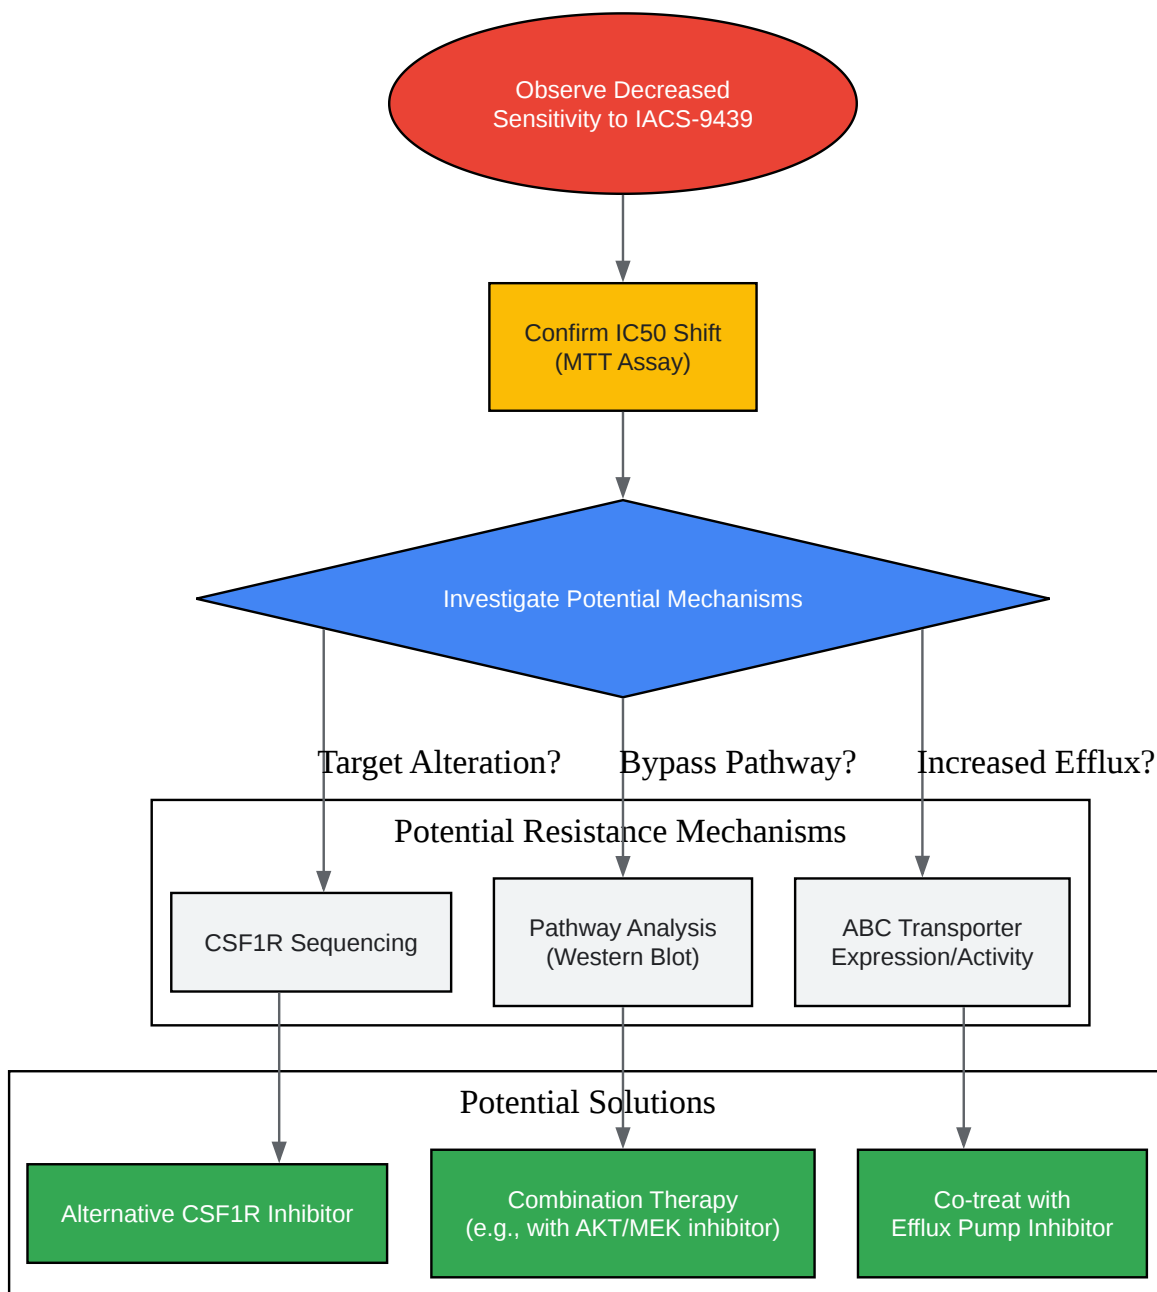 Observe Decreased
Sensitivity to IACS-9439
Confirm IC50 Shift
(MTT Assay)
Investigate Potential Mechanisms
Target Alteration?
Bypass Pathway?
Increased Efflux?
Potential Resistance Mechanisms
CSF1R Sequencing
Pathway Analysis
(Western Blot)
ABC Transporter
Expression/Activity
Potential Solutions
Alternative CSF1R Inhibitor
Combination Therapy
(e.g., with AKT/MEK inhibitor)
Co-treat with
Efflux Pump Inhibitor